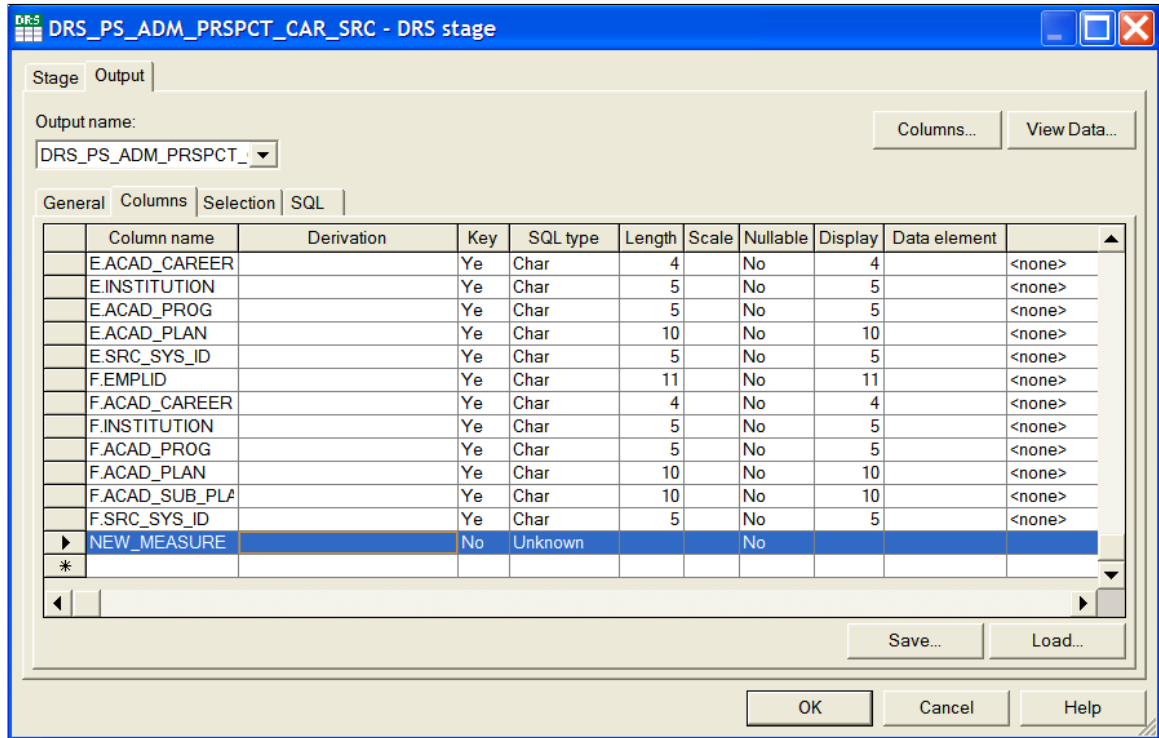 DRS DRS_PS_ADM_PRSPCT_CAR_SRC - DRS stage
Stage Output
Output name:
Columns... View Data...
DRS_PS_ADM_PRSPCT_
General Columns Selection SQL
Column name Derivation Key SQL type Length Scale Nullable Display Data element
E.ACAD_CAREER Ye Char 4 No 4 <none>
E.INSTITUTION Ye Char 5 No 5 <none>
E.ACAD_PROG Ye Char 5 No 5 <none>
E.ACAD_PLAN Ye Char 10 No 10 <none>
E.SRC_SYS_ID Ye Char 5 No 5 <none>
F.EMPLID Ye Char 11 No 11 <none>
F.ACAD_CAREER Ye Char 4 No 4 <none>
F.INSTITUTION Ye Char 5 No 5 <none>
F.ACAD_PROG Ye Char 5 No 5 <none>
F.ACAD_PLAN Ye Char 10 No 10 <none>
F.ACAD_SUB_PLA Ye Char 10 No 10 <none>
F.SRC_SYS_ID Ye Char 5 No 5 <none>
NEW_MEASURE No Unknown No
*
Save... Load...
OK Cancel Help